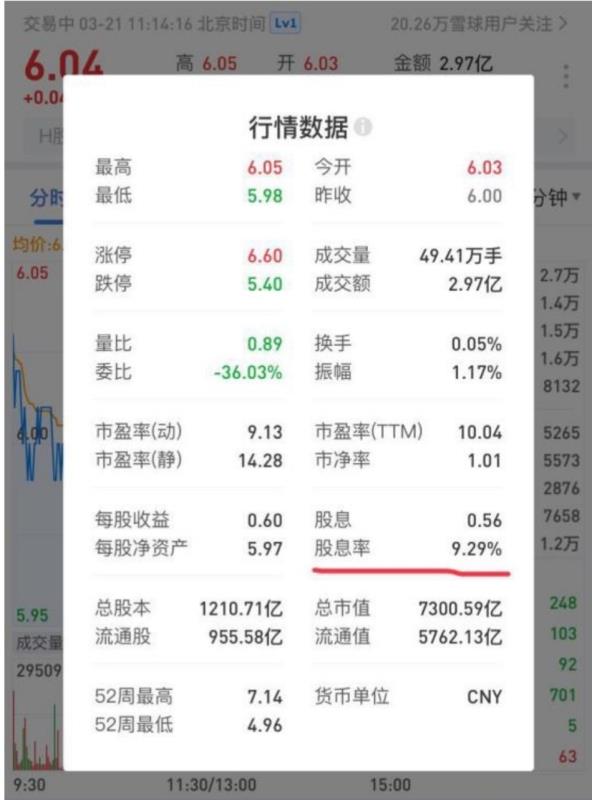 交易中 03-21 11:14:16 北京时间 Lv1 20.26万雪球用户关注
6.04 高 6.05 开 6.03 金额 2.97亿
+0.04
H股
分时 分钟
均价:6.
行情数据
最高 6.05 今开 6.03
最低 5.98 昨收 6.00
涨停 6.60 成交量 49.41万手
跌停 5.40 成交额 2.97亿
量比 0.89 换手 0.05%
委比 -36.03% 振幅 1.17%
市盈率(动) 9.13 市盈率(TTM) 10.04
市盈率(静) 14.28 市净率 1.01
每股收益 0.60 股息 0.56
每股净资产 5.97 股息率 9.29%
总股本 1210.71亿 总市值 7300.59亿
流通股 955.58亿 流通值 5762.13亿
52周最高 7.14 货币单位 CNY
52周最低 4.96
6.05
6.00
5.95
成交量
29509
2.7万
1.4万
1.5万
1.6万
8132
5265
5573
2876
7658
1.2万
248
103
92
701
5
63
9:30 11:30/13:00 15:00